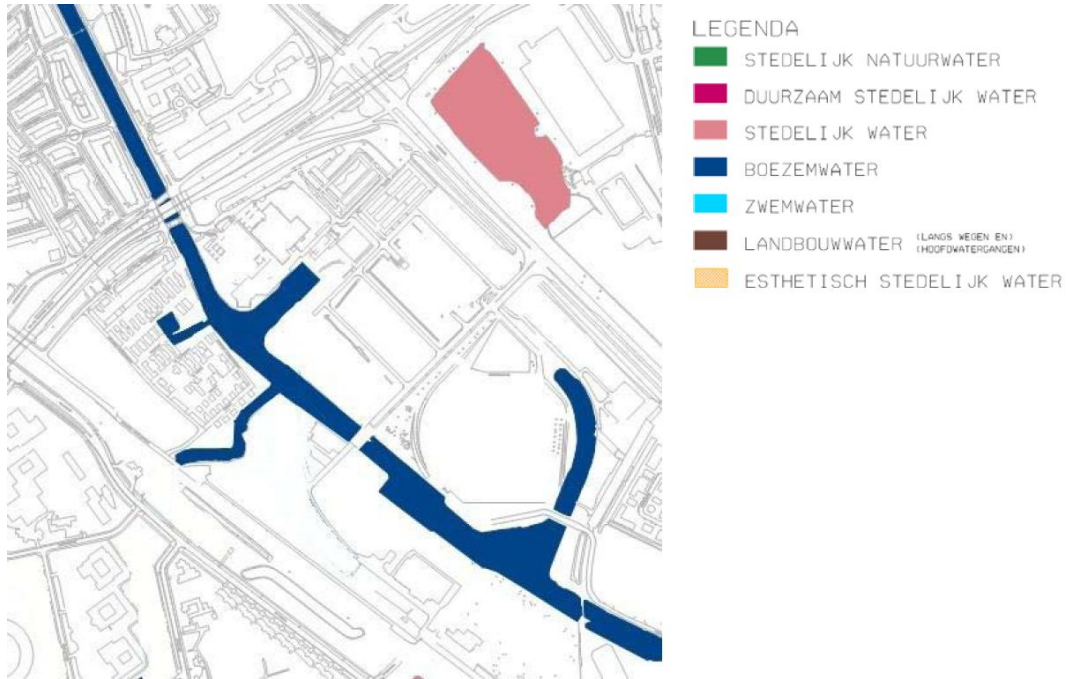 LEGENDA
STEDELIJK NATUURWATER
DUURZAAM STEDELIJK WATER
STEDELIJK WATER
BOEZEMWATER
ZWEMWATER
LANDBOUWWATER (LANGS WEGEN EN)
(HOOFDWATERGANGEN)
ESTHETISCH STEDELIJK WATER